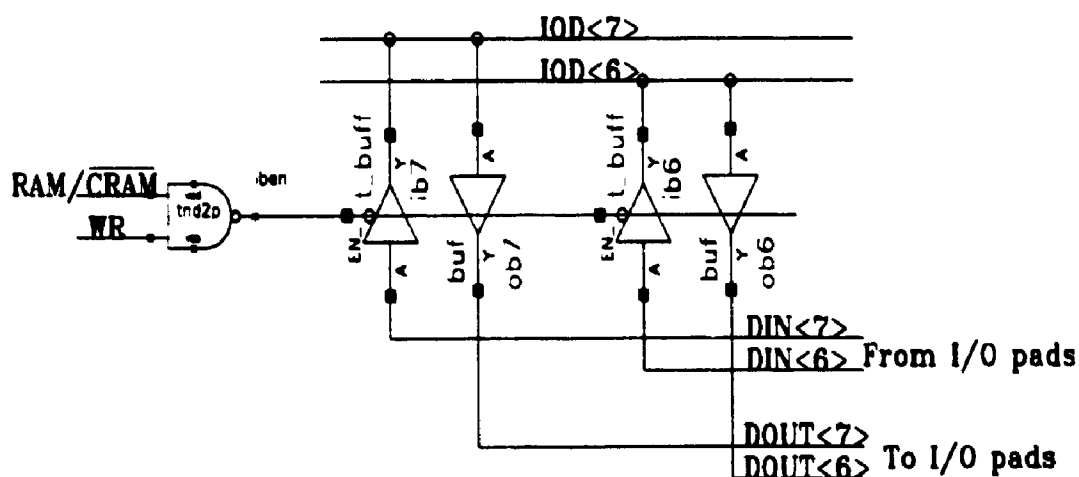 IOD<7>
IOD<6>
t_buff
Y
ib7
A
t_buff
Y
ib6
A
RAM/CRAM
tnd2p
WR
EN_
A
buf
Y
ob7
EN_
A
buf
Y
ob6
DIN<7>
DIN<6>
From I/O pads
DOUT<7>
DOUT<6>
To I/O pads